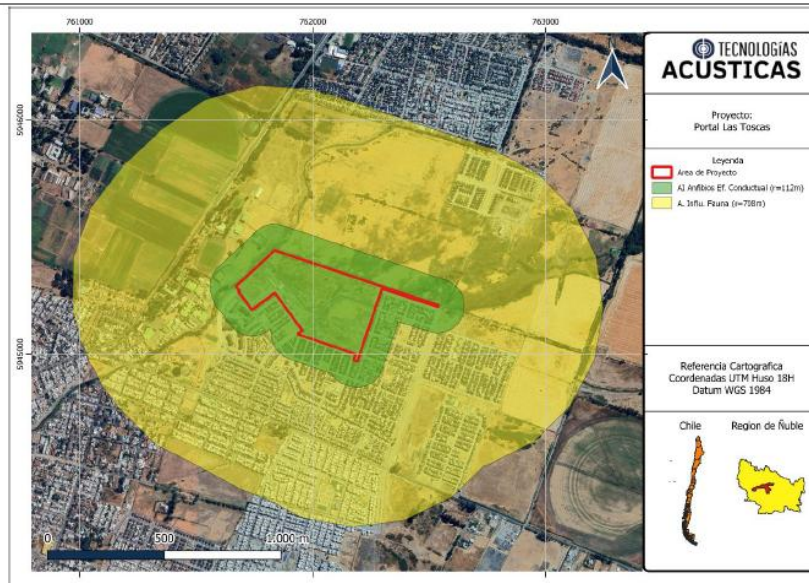 761000
762000
763000
5946000
5945000
TECNOLOGÍAS
ACUSTICAS
Proyecto:
Portal Las Toscas
Leyenda
Area de Proyecto
AI Anfibios Ef. Conductual (r=112m)
A. Influ. Fauna (r=708m)
Referencia Cartografica
Coordenadas UTM Huso 18H
Datum WGS 1984
Chile
Region de Ñuble
0
500
1.000 m